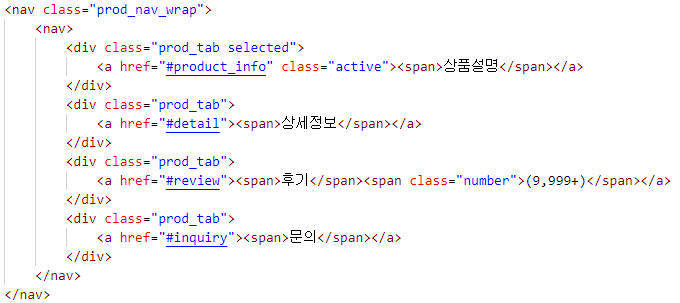 <nav class="prod_nav_wrap">
    <nav>
        <div class="prod_tab selected">
            <a href="#product_info" class="active"><span>상품설명</span></a>
        </div>
        <div class="prod_tab">
            <a href="#detail"><span>상세정보</span></a>
        </div>
        <div class="prod_tab">
            <a href="#review"><span>후기</span><span class="number">(9,999+)</span></a>
        </div>
        <div class="prod_tab">
            <a href="#inquiry"><span>문의</span></a>
        </div>
    </nav>
</nav>